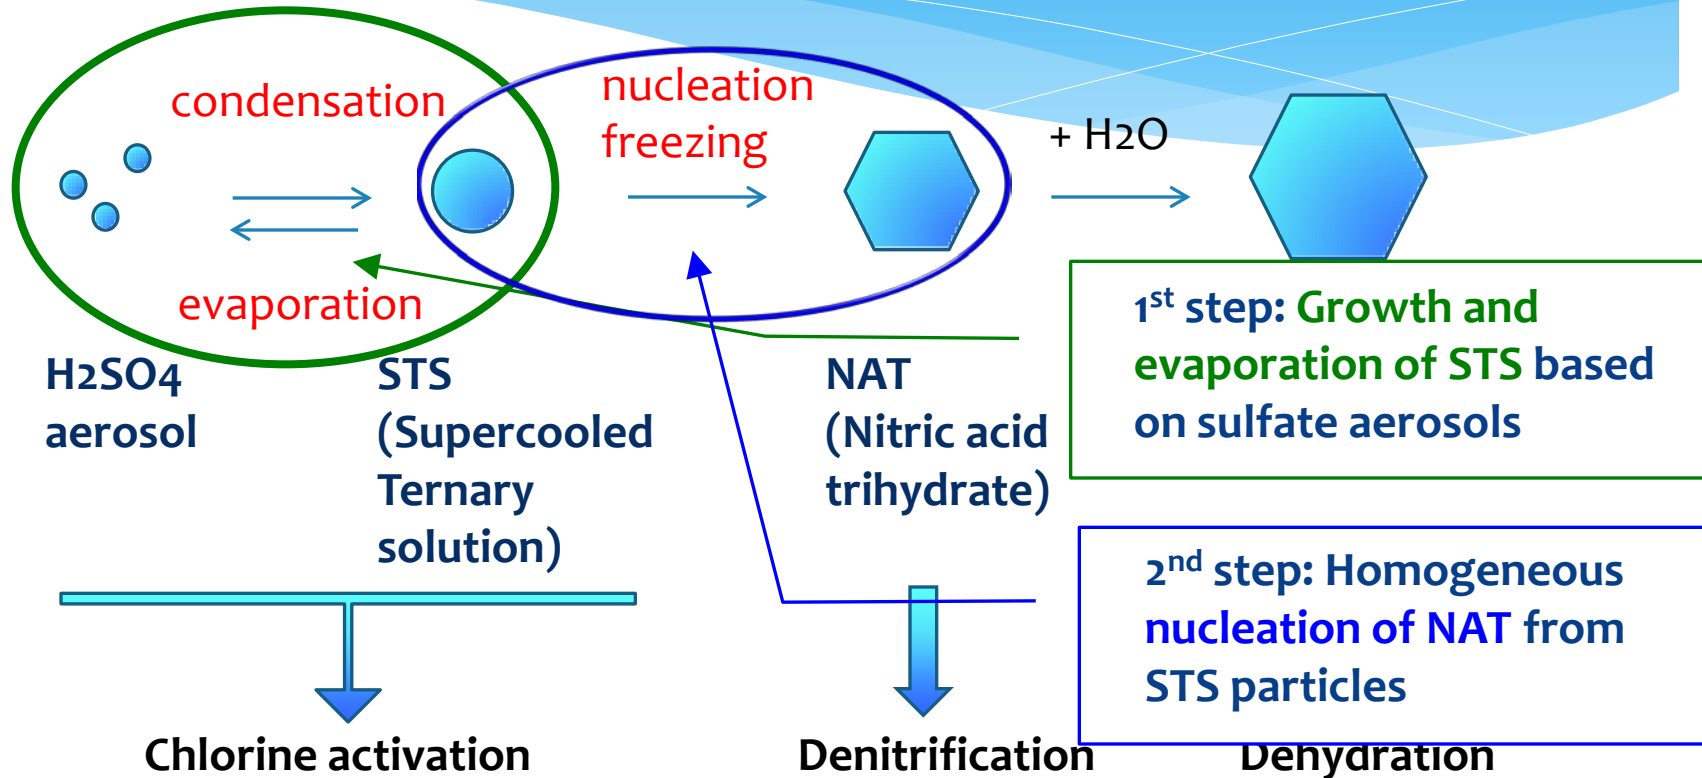 condensation
nucleation
freezing
+ H2O
evaporation
H2SO4
aerosol
STS
(Supercooled
Ternary
solution)
NAT
(Nitric acid
trihydrate)
1st step: Growth and
evaporation of STS based
on sulfate aerosols
2nd step: Homogeneous
nucleation of NAT from
STS particles
Chlorine activation
Denitrification
Dehydration